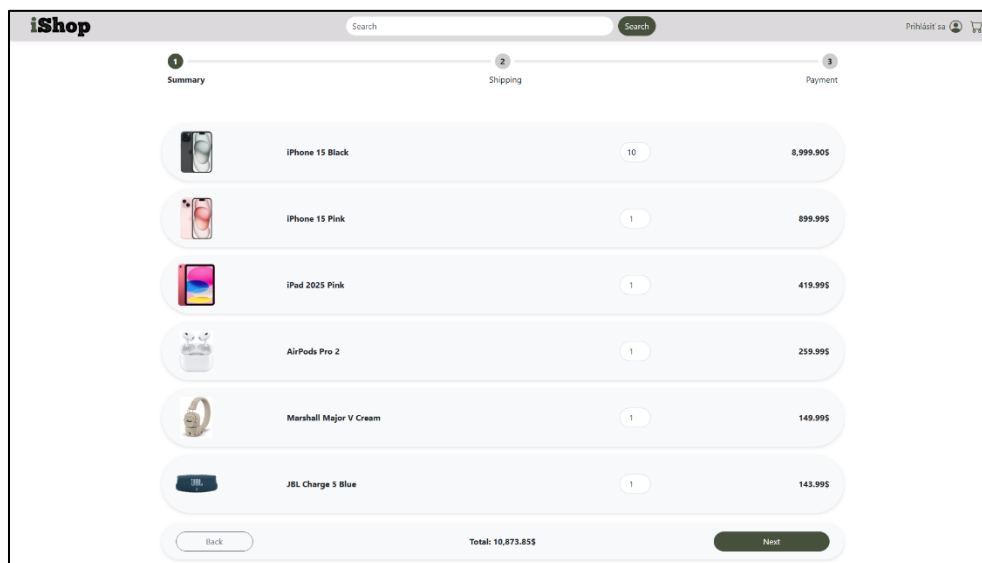 iShop
Search
Search
Prihlásiť sa
1
2
3
Summary
Shipping
Payment
iPhone 15 Black
10
8,999.90$
iPhone 15 Pink
1
899.99$
iPad 2025 Pink
1
419.99$
AirPods Pro 2
1
259.99$
Marshall Major V Cream
1
149.99$
JBL
JBL Charge 5 Blue
1
143.99$
Back
Total: 10,873.85$
Next